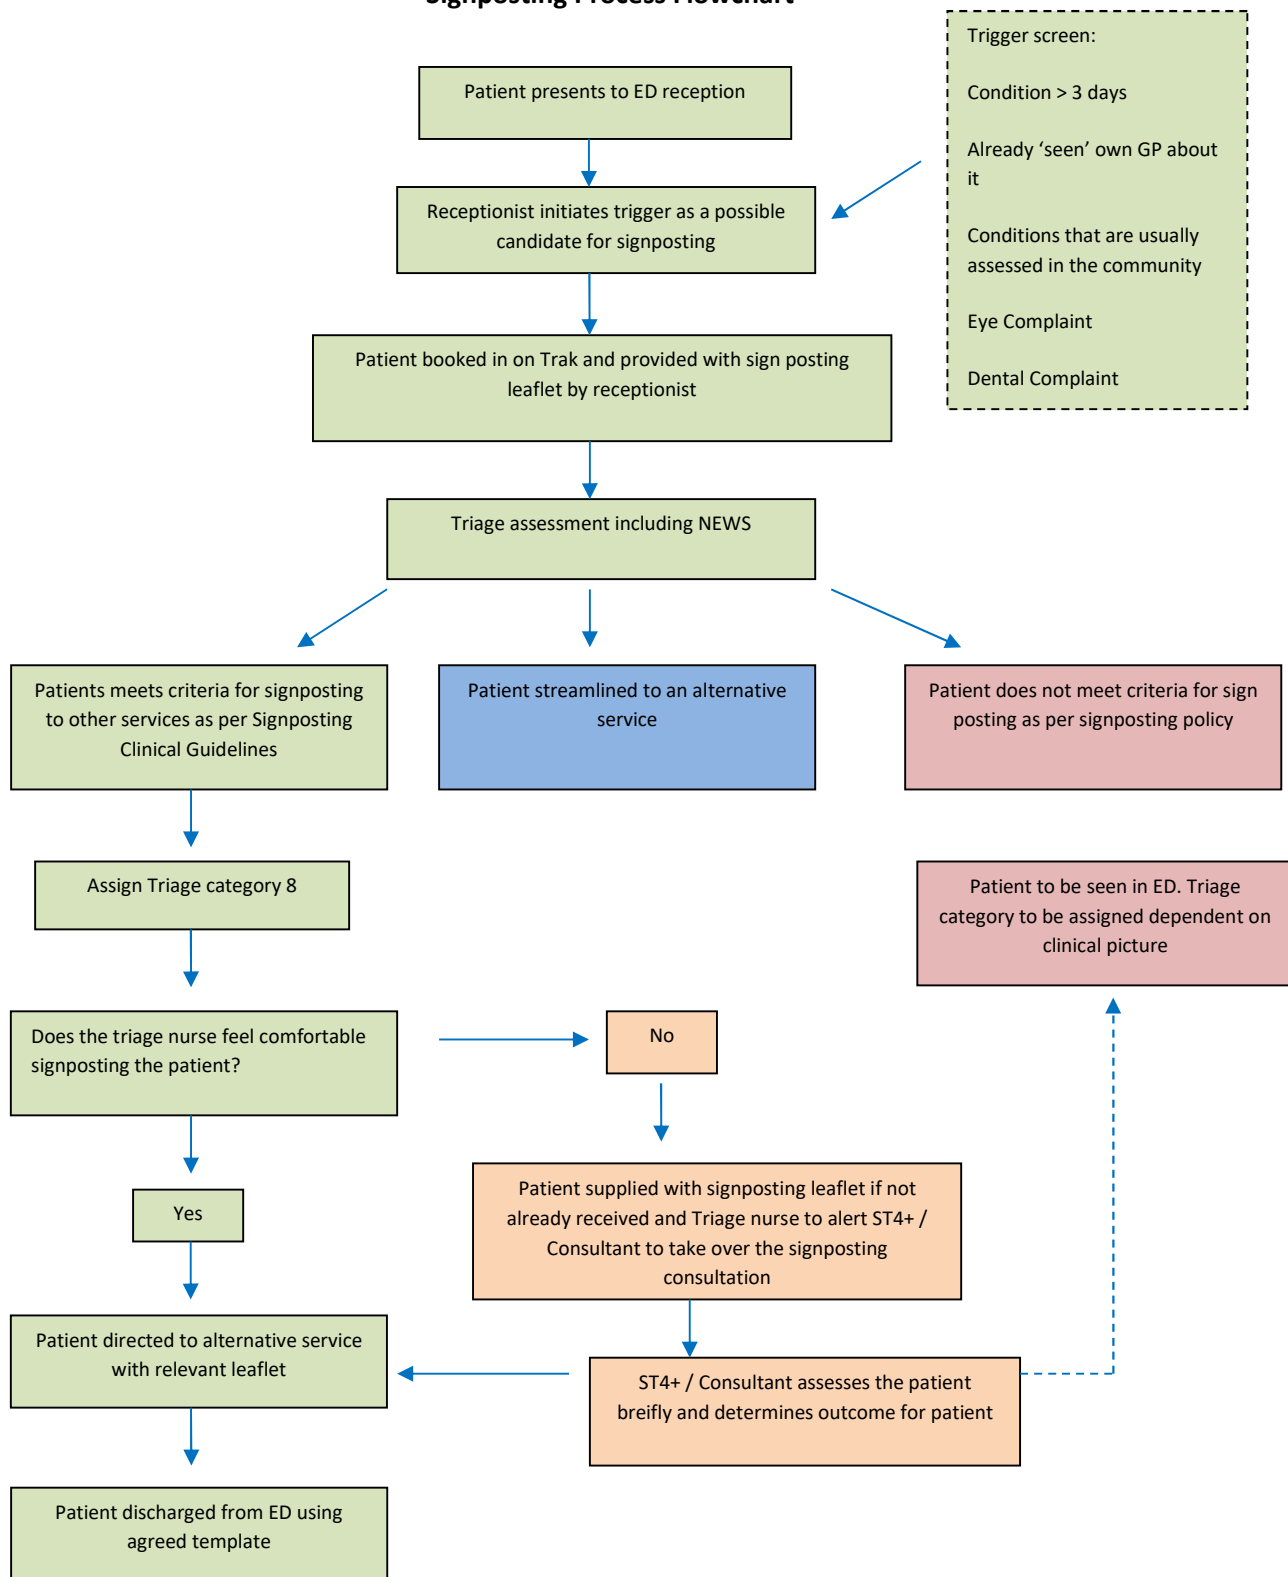 Signposting Process Flowchart
Trigger screen:
Condition > 3 days
Already ‘seen’ own GP about
it
Conditions that are usually
assessed in the community
Eye Complaint
Dental Complaint
Patient presents to ED reception
Receptionist initiates trigger as a possible
candidate for signposting
Patient booked in on Trak and provided with sign posting
leaflet by receptionist
Triage assessment including NEWS
Patients meets criteria for signposting
to other services as per Signposting
Clinical Guidelines
Patient streamlined to an alternative
service
Patient does not meet criteria for sign
posting as per signposting policy
Assign Triage category 8
Patient to be seen in ED. Triage
category to be assigned dependent on
clinical picture
Does the triage nurse feel comfortable
signposting the patient?
No
Yes
Patient supplied with signposting leaflet if not
already received and Triage nurse to alert ST4+ /
Consultant to take over the signposting
consultation
Patient directed to alternative service
with relevant leaflet
ST4+ / Consultant assesses the patient
breifly and determines outcome for patient
Patient discharged from ED using
agreed template